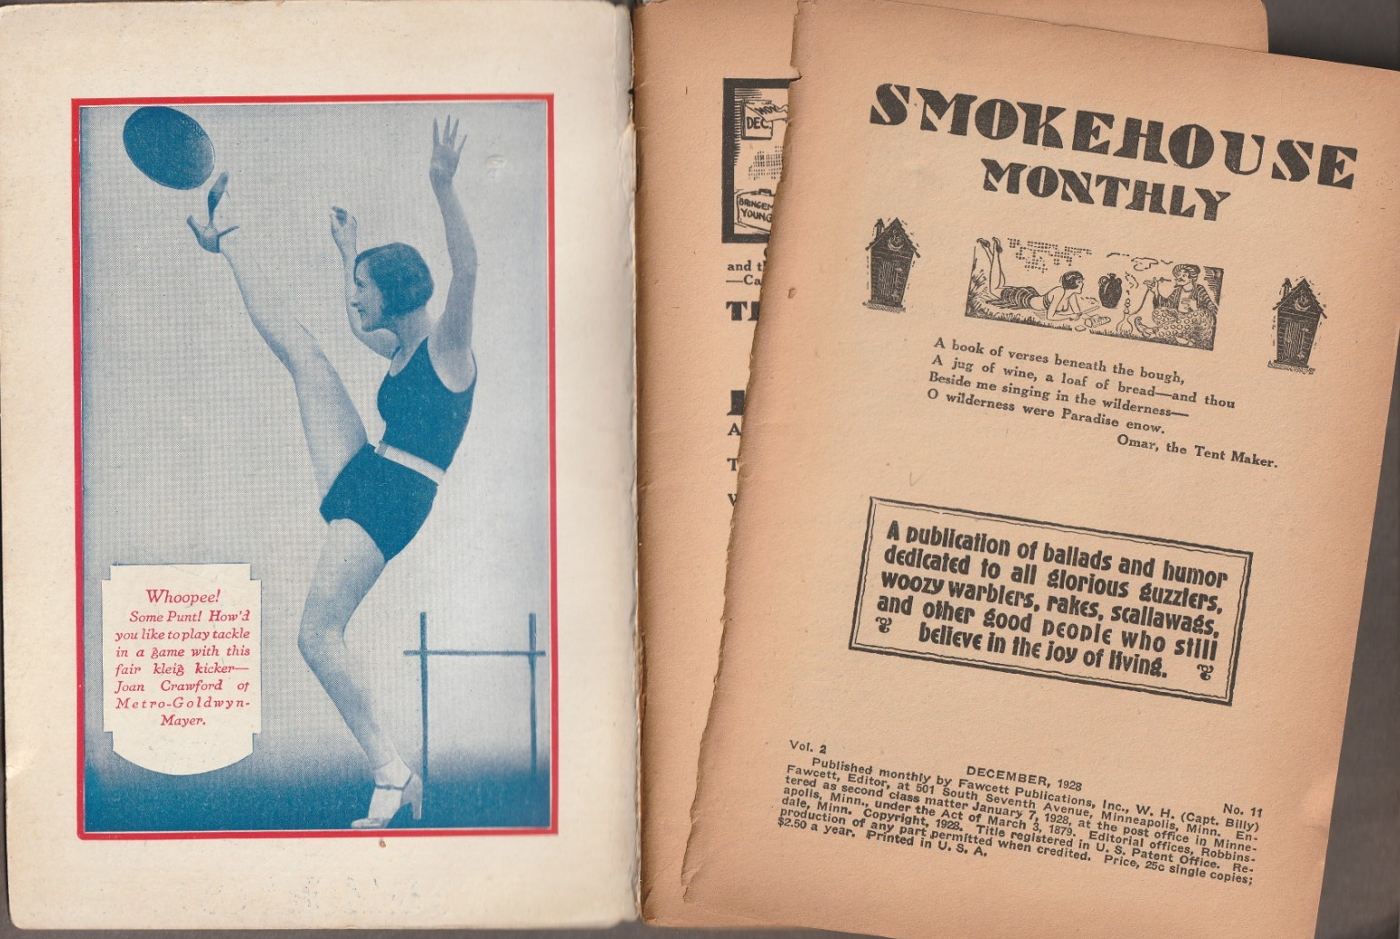 Whoopee!
Some Punt! How'd
you like to play tackle
in a game with this
fair kleig kicker—
Joan Crawford of
Metro-Goldwyn-
Mayer.
DEC.
BRING'EM
YOUNG
and th
—Ca
SMOKEHOUSE
MONTHLY
A book of verses beneath the bough,
A jug of wine, a loaf of bread—and thou
Beside me singing in the wilderness—
O wilderness were Paradise enow.
Omar, the Tent Maker.
A publication of ballads and humor
dedicated to all glorious guzzlers,
woozy warblers, rakes, scallawags,
and other good people who still
believe in the joy of living.
Vol. 2
DECEMBER, 1928
No. 11
Published monthly by Fawcett Publications, Inc., W. H. (Capt. Billy)
Fawcett, Editor, at 501 South Seventh Avenue, Minneapolis, Minn. En-
tered as second class matter January 7, 1928, at the post office in Minne-
apolis, Minn., under the Act of March 3, 1879. Editorial offices, Robbins-
dale, Minn. Copyright, 1928. Title registered in U. S. Patent Office. Re-
production of any part permitted when credited. Price, 25c single copies;
$2.50 a year. Printed in U. S. A.